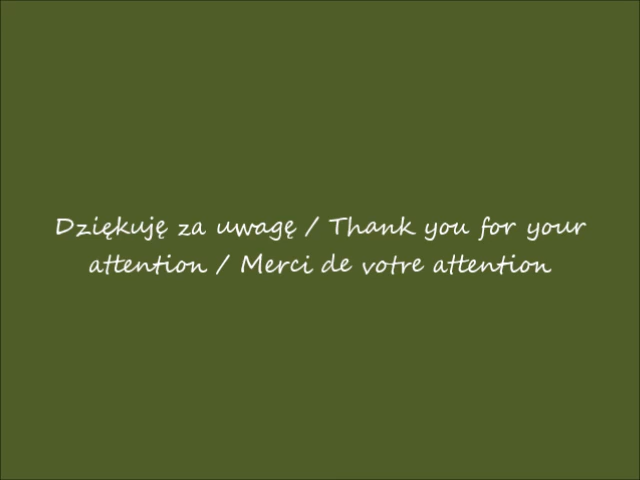 Dziękuję za uwagę / Thank you for your
attention / Merci de votre attention